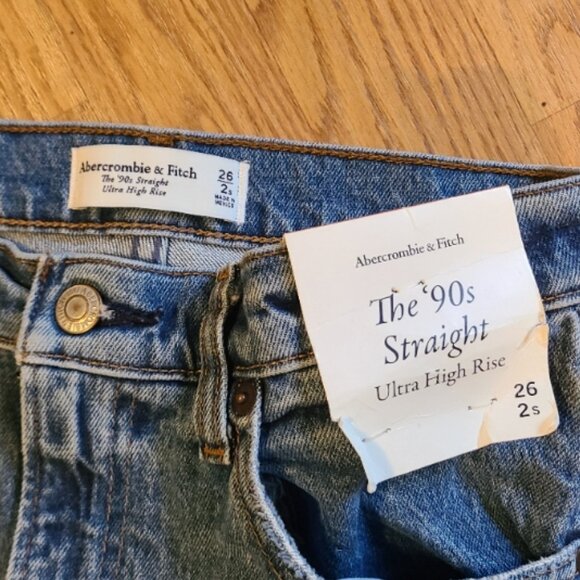 Abercrombie & Fitch
The '90s Straight
Ultra High Rise
26
2s
MADE IN
MEXICO
Abercrombie & Fitch
The '90s
Straight
Ultra High Rise
26
2s